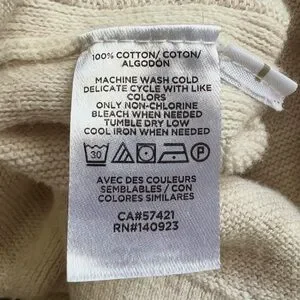 100% COTTON/ COTON/
ALGODÓN
MACHINE WASH COLD
DELICATE CYCLE WITH LIKE
COLORS
ONLY NON-CHLORINE
BLEACH WHEN NEEDED
TUMBLE DRY LOW
COOL IRON WHEN NEEDED
30
P
AVEC DES COULEURS
SEMBLABLES / CON
COLORES SIMILARES
CA#57421
RN#140923